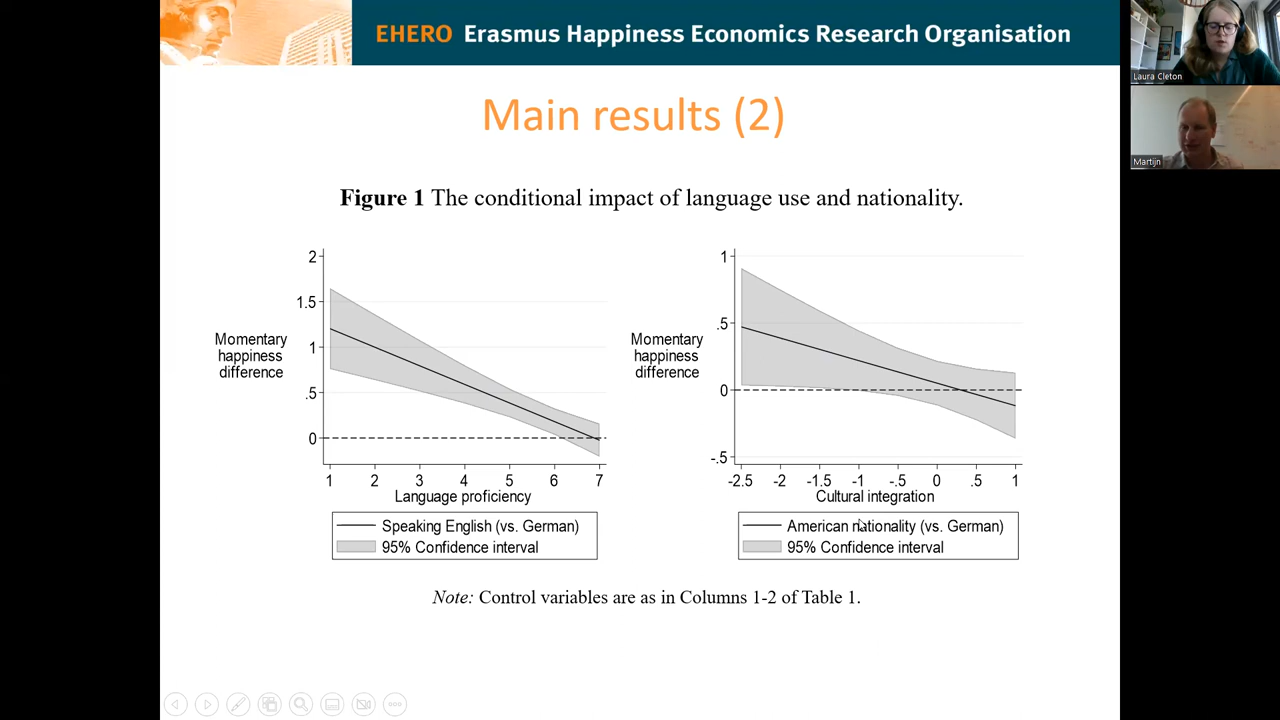 EHERO Erasmus Happiness Economics Research Organisation
Laura Cleton
Martijn
Main results (2)
Figure 1 The conditional impact of language use and nationality.
2
1.5
1
.5
0
Momentary
happiness
difference
1 2 3 4 5 6 7
Language proficiency
Speaking English (vs. German)
95% Confidence interval
1
.5
0
-.5
Momentary
happiness
difference
-2.5 -2 -1.5 -1 -.5 0 .5 1
Cultural integration
American nationality (vs. German)
95% Confidence interval
Note: Control variables are as in Columns 1-2 of Table 1.